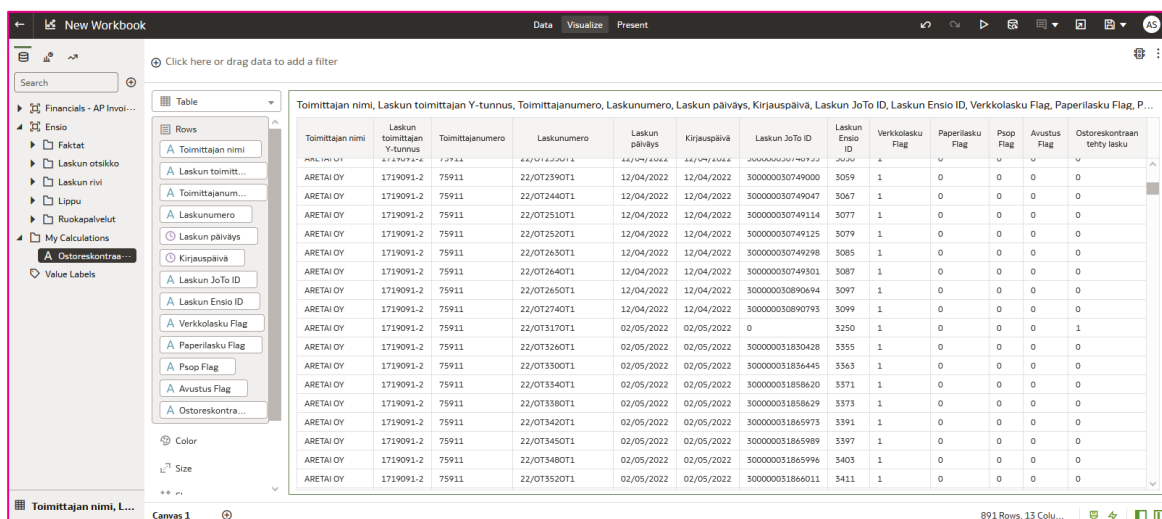 New Workbook
Data Visualize Present
AS
Search
Click here or drag data to add a filter
Financials - AP Invoi...
Ensio
Faktat
Laskun otsikko
Laskun rivi
Lippu
Ruokapalvelut
My Calculations
A Ostoreskontraa...
Value Labels
Toimittajan nimi, L...
Table
Rows
A Toimittajan nimi
A Laskun toimitt...
A Toimittajanum...
A Laskunumero
Laskun päiväys
Kirjauspäivä
A Laskun JoTo ID
A Laskun Ensio ID
A Verkkolasku Flag
A Paperilasku Flag
A Psop Flag
A Avustus Flag
A Ostoreskontra...
Color
Size
Toimittajan nimi, Laskun toimittajan Y-tunnus, Toimittajanumero, Laskunumero, Laskun päiväys, Kirjauspäivä, Laskun JoTo ID, Laskun Ensio ID, Verkkolasku Flag, Paperilasku Flag, P...
Toimittajan nimi Laskun toimittajan Y-tunnus Toimittajanumero Laskunumero Laskun päiväys Kirjauspäivä Laskun JoTo ID Laskun Ensio ID Verkkolasku Flag Paperilasku Flag Psop Flag Avustus Flag Ostoreskontraan tehty lasku
ARETAI OY 1719091-2 75911 22/OT239OT1 12/04/2022 12/04/2022 300000030749000 3059 1 0 0 0 0
ARETAI OY 1719091-2 75911 22/OT244OT1 12/04/2022 12/04/2022 300000030749047 3067 1 0 0 0 0
ARETAI OY 1719091-2 75911 22/OT251OT1 12/04/2022 12/04/2022 300000030749114 3077 1 0 0 0 0
ARETAI OY 1719091-2 75911 22/OT252OT1 12/04/2022 12/04/2022 300000030749125 3079 1 0 0 0 0
ARETAI OY 1719091-2 75911 22/OT263OT1 12/04/2022 12/04/2022 300000030749298 3085 1 0 0 0 0
ARETAI OY 1719091-2 75911 22/OT264OT1 12/04/2022 12/04/2022 300000030749301 3087 1 0 0 0 0
ARETAI OY 1719091-2 75911 22/OT265OT1 12/04/2022 12/04/2022 300000030890694 3097 1 0 0 0 0
ARETAI OY 1719091-2 75911 22/OT274OT1 12/04/2022 12/04/2022 300000030890793 3099 1 0 0 0 0
ARETAI OY 1719091-2 75911 22/OT317OT1 02/05/2022 02/05/2022 0 3250 1 0 0 0 1
ARETAI OY 1719091-2 75911 22/OT326OT1 02/05/2022 02/05/2022 300000031830428 3355 1 0 0 0 0
ARETAI OY 1719091-2 75911 22/OT330OT1 02/05/2022 02/05/2022 300000031836445 3363 1 0 0 0 0
ARETAI OY 1719091-2 75911 22/OT334OT1 02/05/2022 02/05/2022 300000031858620 3371 1 0 0 0 0
ARETAI OY 1719091-2 75911 22/OT338OT1 02/05/2022 02/05/2022 300000031858629 3373 1 0 0 0 0
ARETAI OY 1719091-2 75911 22/OT342OT1 02/05/2022 02/05/2022 300000031865973 3391 1 0 0 0 0
ARETAI OY 1719091-2 75911 22/OT345OT1 02/05/2022 02/05/2022 300000031865989 3397 1 0 0 0 0
ARETAI OY 1719091-2 75911 22/OT348OT1 02/05/2022 02/05/2022 300000031865996 3403 1 0 0 0 0
ARETAI OY 1719091-2 75911 22/OT352OT1 02/05/2022 02/05/2022 300000031866011 3411 1 0 0 0 0
Canvas 1
891 Rows, 13 Colu...